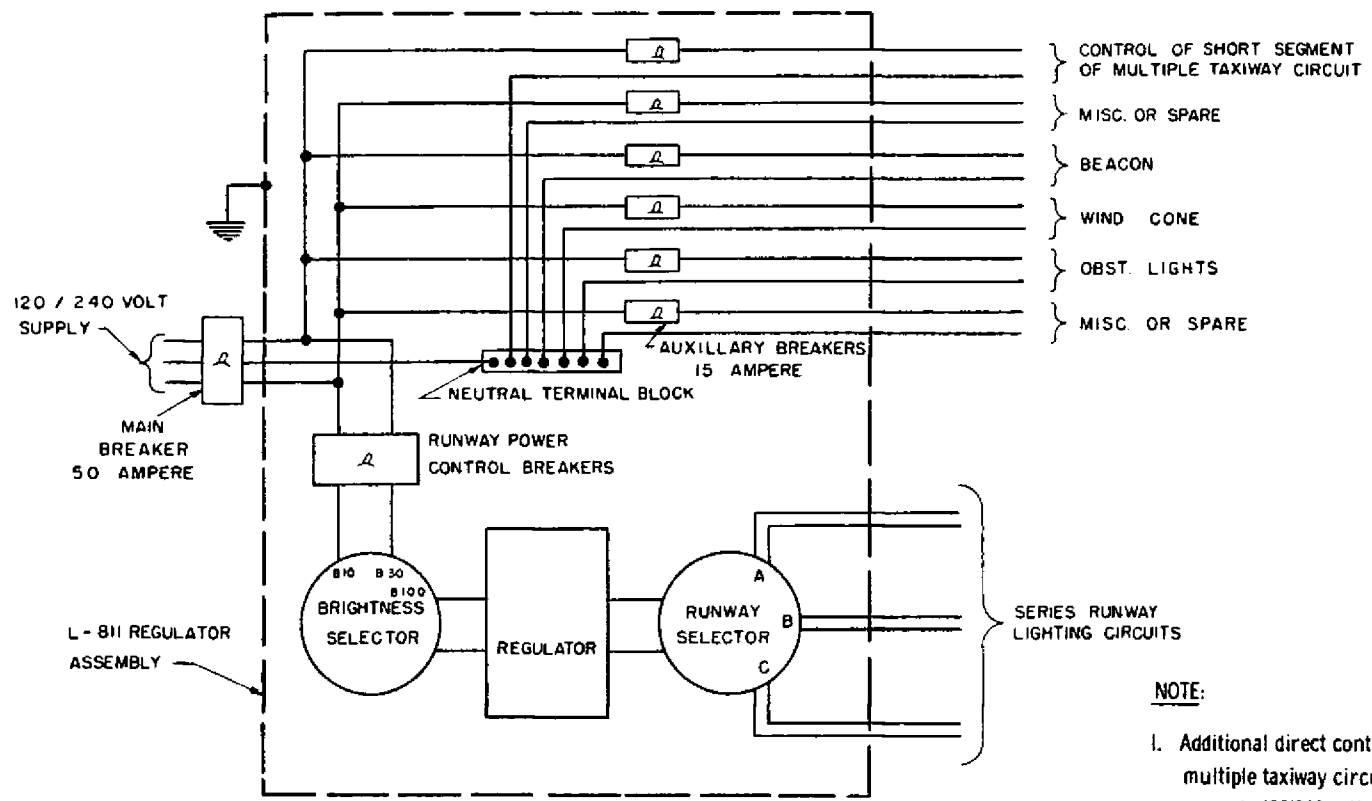 CONTROL OF SHORT SEGMENT
OF MULTIPLE TAXIWAY CIRCUIT
MISC. OR SPARE
BEACON
WIND CONE
OBST. LIGHTS
MISC. OR SPARE
120 / 240 VOLT
SUPPLY
AUXILLARY BREAKERS
15 AMPERE
NEUTRAL TERMINAL BLOCK
MAIN
BREAKER
50 AMPERE
RUNWAY POWER
CONTROL BREAKERS
B10 B30
B100
BRIGHTNESS
SELECTOR
REGULATOR
A
RUNWAY
SELECTOR
B
C
SERIES RUNWAY
LIGHTING CIRCUITS
L-811 REGULATOR
ASSEMBLY
NOTE:
1. Additional direct cont
multiple taxiway circu